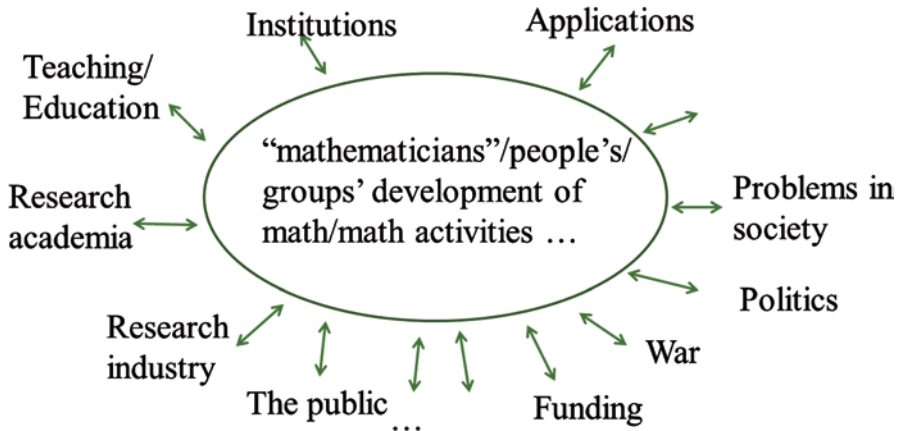 Institutions
Applications
Teaching/
Education
“mathematicians”/people’s/
groups’ development of
math/math activities …
Research
academia
Problems in
society
Politics
Research
industry
War
The public
…
Funding